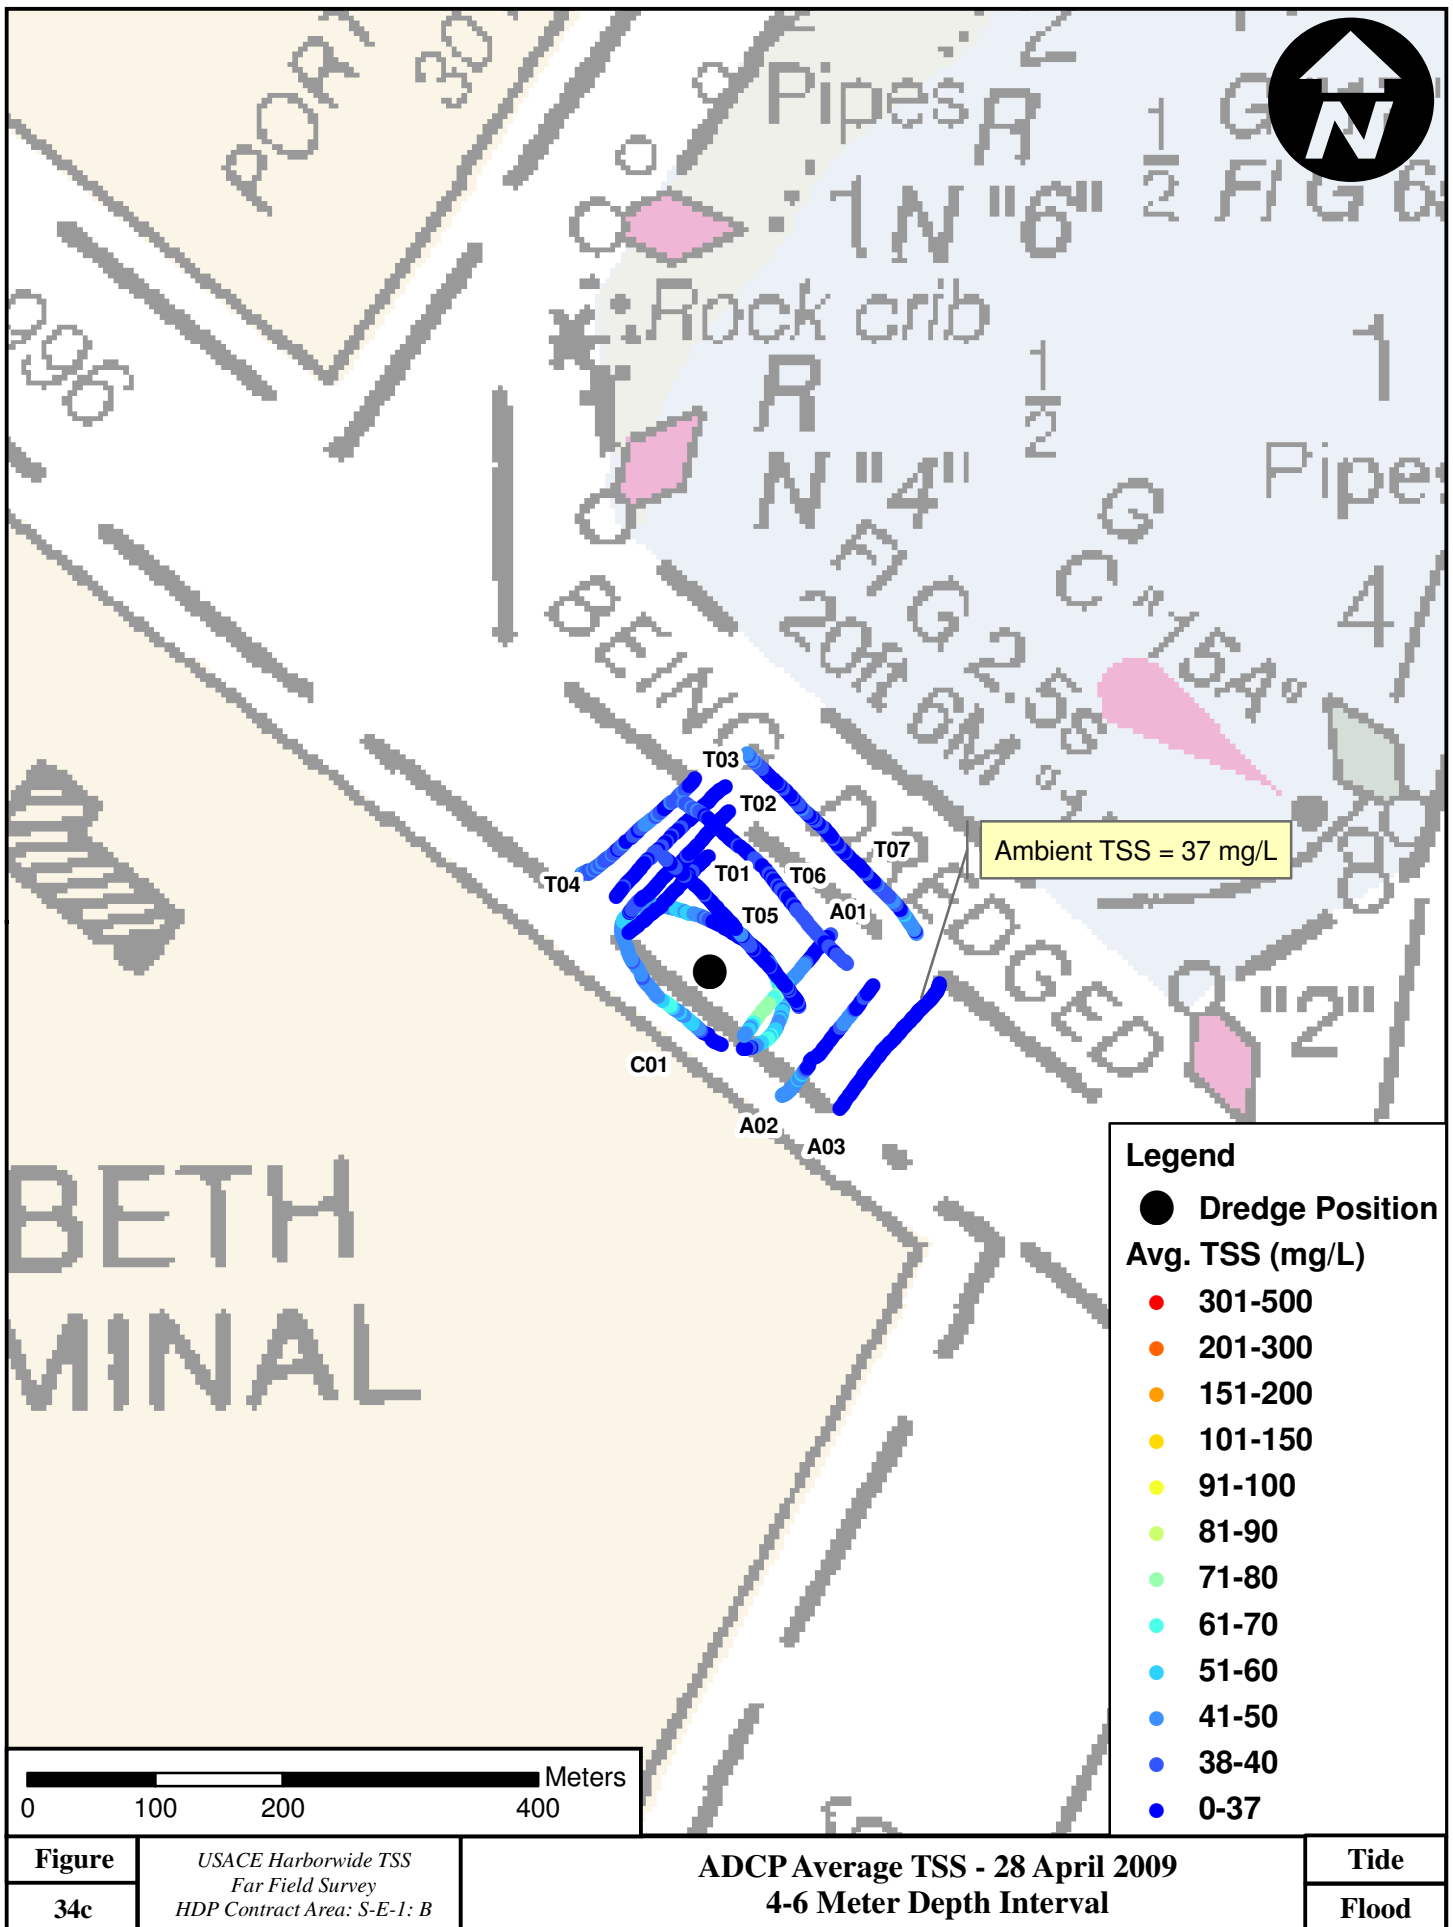 PORT
30
N
Pipes
R
1/2
G
1
N "6"
Fl G 6s
Rock crib
996
R
N "4"
1/2
1
Pipes
G
C "15A"
4
Fl G 2.5s
20ft 6M
BEING DREDGED
T03
T02
T04
T01
T06
T07
T05
A01
Ambient TSS = 37 mg/L
8
"2"
C01
A02
A03
BETH
MINAL
Legend
Dredge Position
Avg. TSS (mg/L)
301-500
201-300
151-200
101-150
91-100
81-90
71-80
61-70
51-60
41-50
38-40
0-37
Meters
0 100 200 400
Figure
34c
USACE Harborwide TSS
Far Field Survey
HDP Contract Area: S-E-1: B
ADCP Average TSS - 28 April 2009
4-6 Meter Depth Interval
Tide
Flood